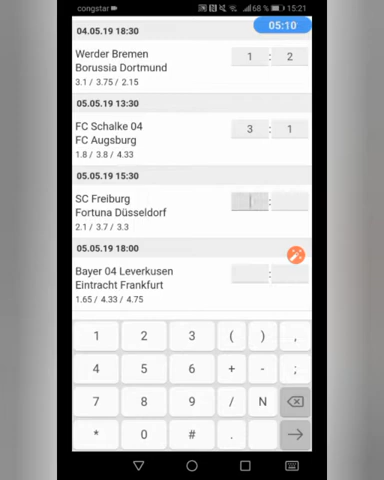 congstar
68 % 15:21
05:10
04.05.19 18:30
Werder Bremen 1 : 2
Borussia Dortmund
3.1 / 3.75 / 2.15
05.05.19 13:30
FC Schalke 04 3 : 1
FC Augsburg
1.8 / 3.8 / 4.33
05.05.19 15:30
SC Freiburg :
Fortuna Düsseldorf
2.1 / 3.7 / 3.3
05.05.19 18:00
Bayer 04 Leverkusen :
Eintracht Frankfurt
1.65 / 4.33 / 4.75
1 2 3 ( ) ,
4 5 6 + - ;
7 8 9 / N
* 0 # .